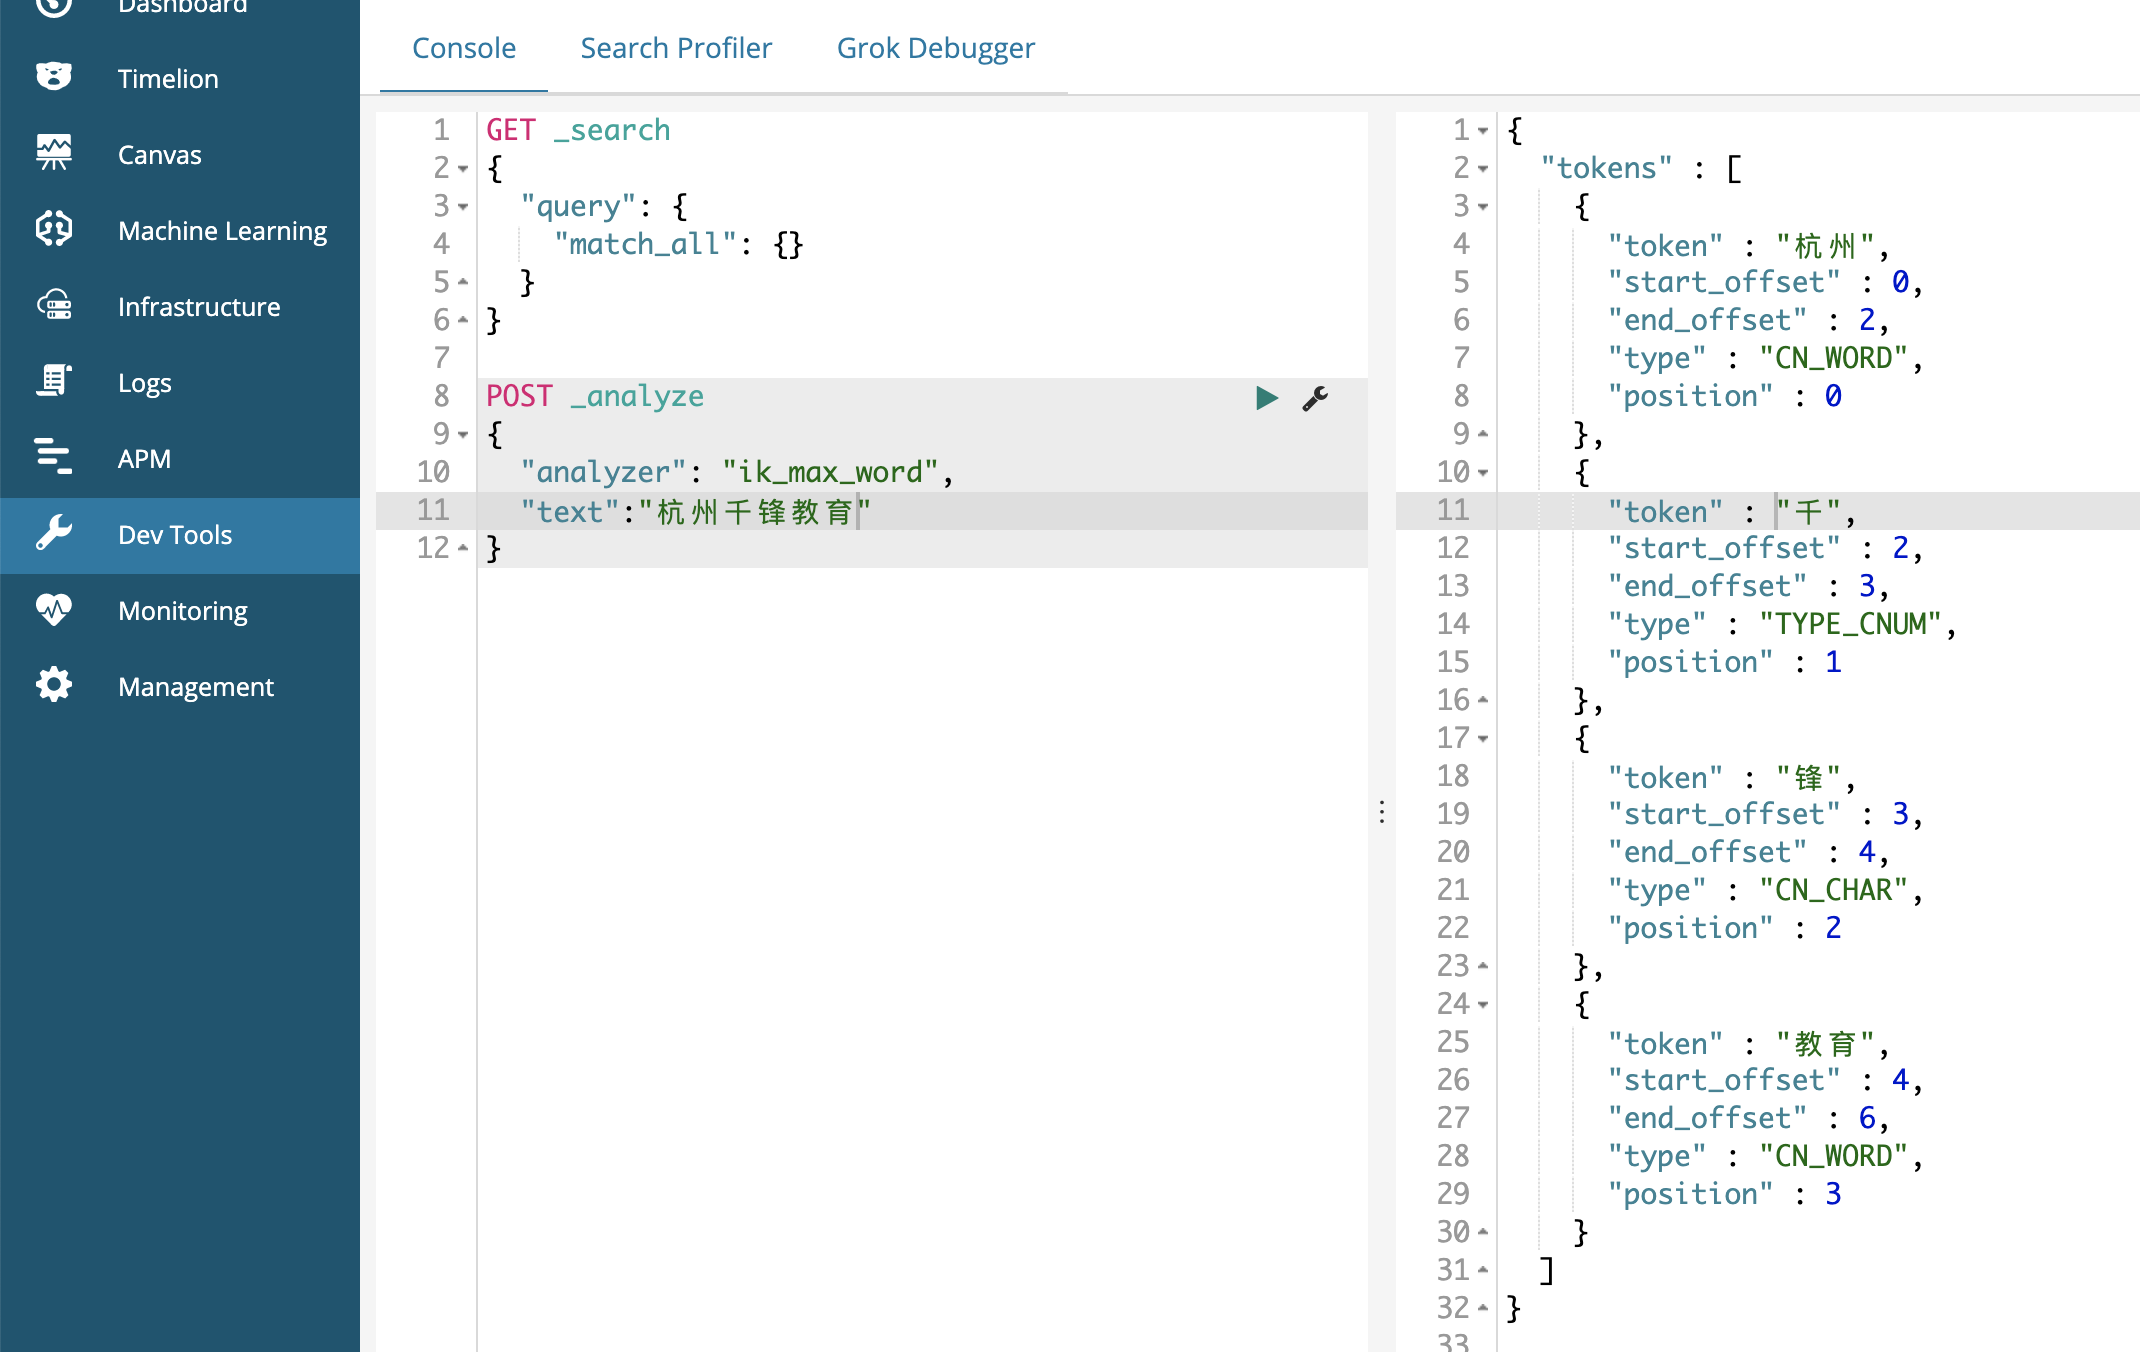 Dashboard
Timelion
Canvas
Machine Learning
Infrastructure
Logs
APM
Dev Tools
Monitoring
Management
Console Search Profiler Grok Debugger
1 GET _search
2 {
3 "query": {
4 "match_all": {}
5 }
6 }
7
8 POST _analyze
9 {
10 "analyzer": "ik_max_word",
11 "text":"杭州千锋教育"
12 }
1 {
2 "tokens" : [
3 {
4 "token" : "杭州",
5 "start_offset" : 0,
6 "end_offset" : 2,
7 "type" : "CN_WORD",
8 "position" : 0
9 },
10 {
11 "token" : "千",
12 "start_offset" : 2,
13 "end_offset" : 3,
14 "type" : "TYPE_CNUM",
15 "position" : 1
16 },
17 {
18 "token" : "锋",
19 "start_offset" : 3,
20 "end_offset" : 4,
21 "type" : "CN_CHAR",
22 "position" : 2
23 },
24 {
25 "token" : "教育",
26 "start_offset" : 4,
27 "end_offset" : 6,
28 "type" : "CN_WORD",
29 "position" : 3
30 }
31 ]
32 }
33